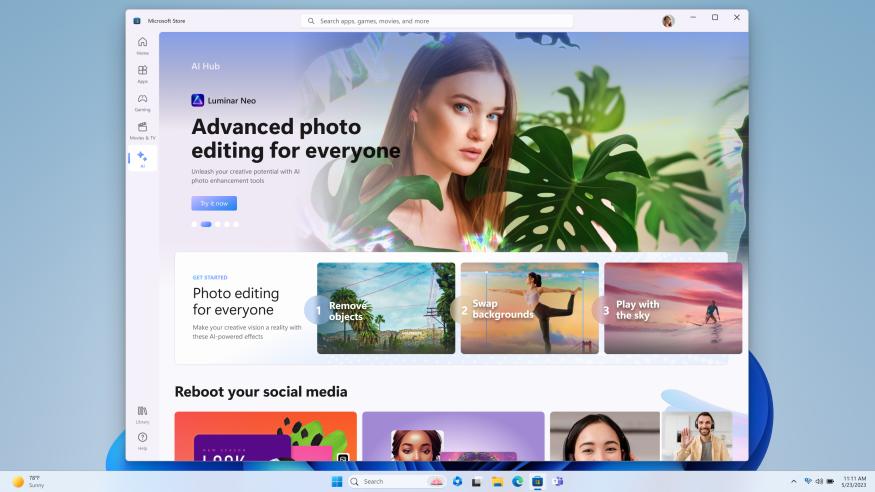 Microsoft Store
Search apps, games, movies, and more
Home
Apps
Gaming
Movies & TV
AI
Library
Help
AI Hub
Luminar Neo
Advanced photo
editing for everyone
Unleash your creative potential with AI
photo enhancement tools
Try it now
GET STARTED
Photo editing
for everyone
Make your creative vision a reality with
these AI-powered effects
1 Remove
objects
2 Swap
backgrounds
3 Play with
the sky
Reboot your social media
NEW SEASON
LOOK
78°F
Sunny
Search
11:11 AM
5/23/2023